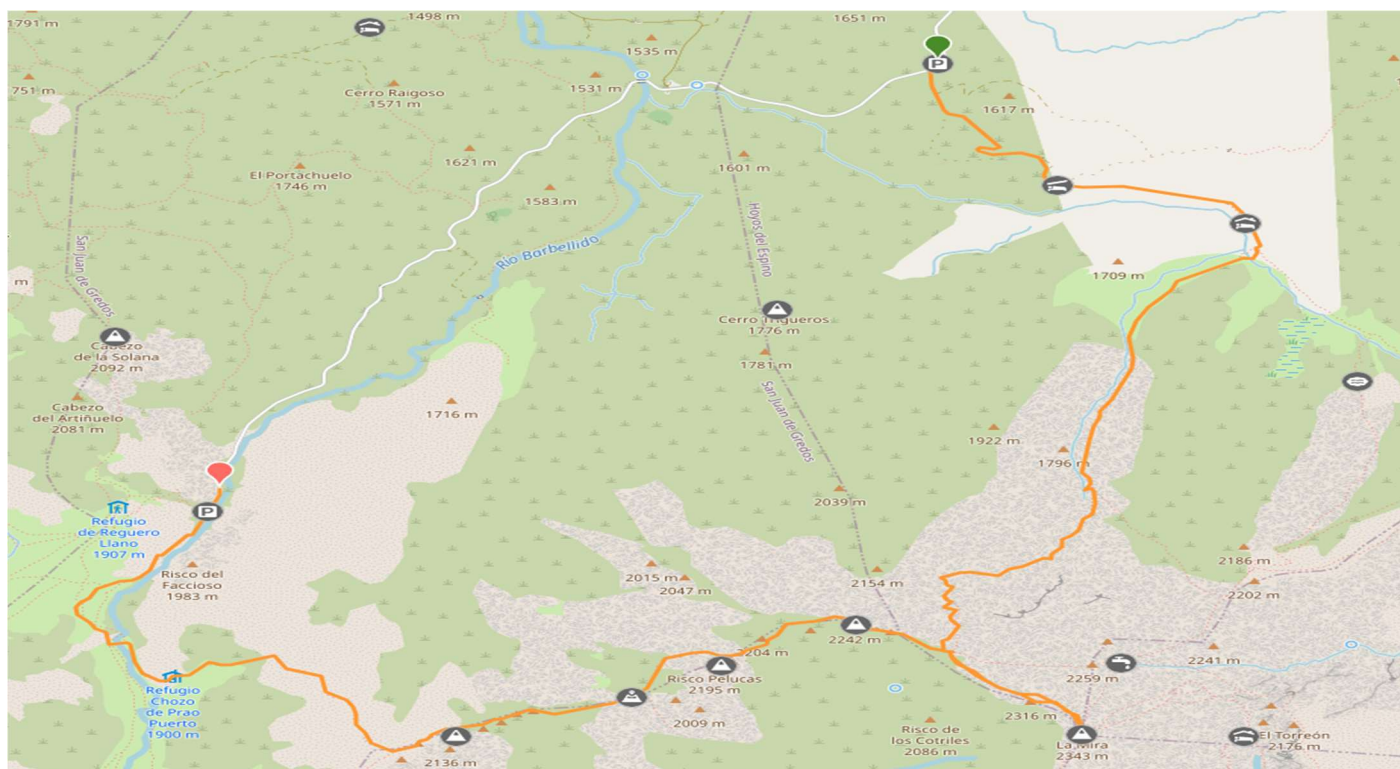 1791 m
1498 m
1651 m
1535 m
P
751 m
Cerro Raigoso
1571 m
1531 m
1617 m
1621 m
El Portachuelo
1746 m
1601 m
1583 m
Hoyos del Espino
San Juan de Gredos
Río Barbellido
m
1709 m
Cerro Trigueros
1776 m
Cabezo
de la Solana
2092 m
1781 m
San Juan de Gredos
Cabezo
del Artiñuelo
2081 m
1716 m
1922 m
1796 m
2039 m
P
Refugio
de Reguero
Llano
1907 m
Risco del
Faccioso
1983 m
2015 m
2047 m
2154 m
2186 m
2202 m
2242 m
2204 m
2241 m
2259 m
Risco Pelucas
2195 m
Refugio
Chozo
de Prao
Puerto
1900 m
2009 m
2316 m
Risco de
los Cotriles
2086 m
La Mira
2343 m
El Torreón
2176 m
2136 m